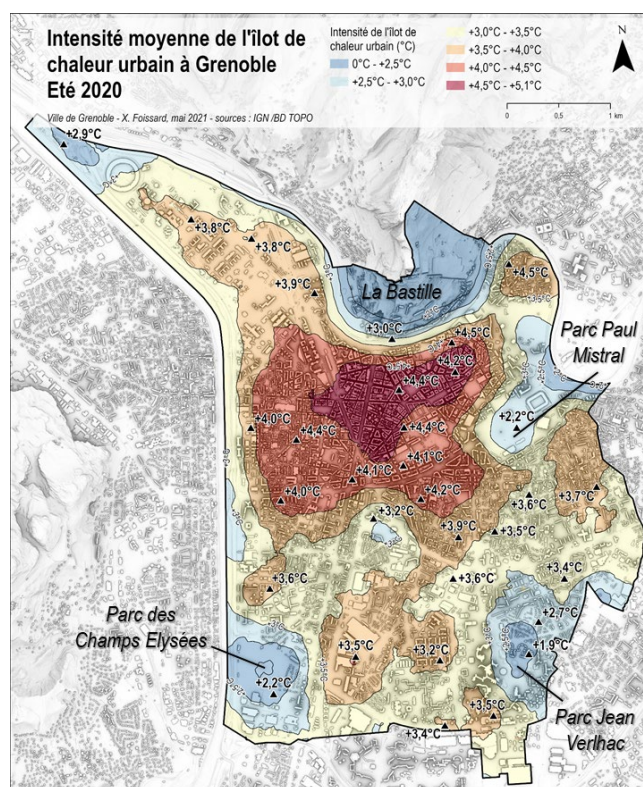 Intensité moyenne de l'îlot de
chaleur urbain à Grenoble
Eté 2020
Ville de Grenoble - X. Foissard, mai 2021 - sources : IGN /BD TOPO
Intensité de l'îlot de
chaleur urbain (°C)
0°C - +2,5°C
+2,5°C - +3,0°C
+3,0°C - +3,5°C
+3,5°C - +4,0°C
+4,0°C - +4,5°C
+4,5°C - +5,1°C
N
0
0,5
1 km
+2,9°C
+3,8°C
+3,8°C
+4,5°C
+3,9°C
La Bastille
Parc Paul
Mistral
+3,0°C
+4,5°C
+4,2°C
+4,4°C
+2,2°C
+4,0°C
+4,4°C
+4,4°C
+4,1°C
+4,1°C
+4,0°C
+4,2°C
+3,7°C
+3,6°C
+3,2°C
+3,9°C
+3,5°C
+3,6°C
+3,6°C
+3,4°C
Parc des
Champs Elysées
+2,7°C
+3,5°C
+3,2°C
+1,9°C
+2,2°C
Parc Jean
Verlhac
+3,5°C
+3,4°C